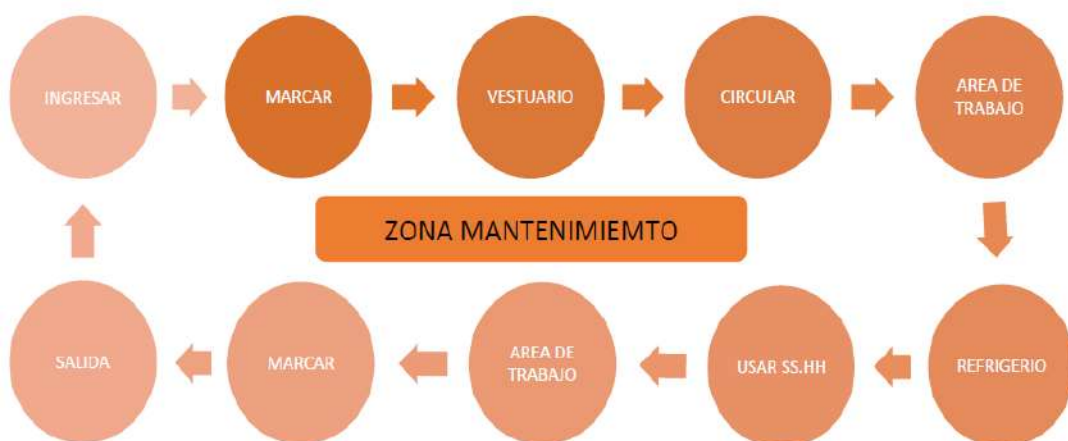 INGRESAR
MARCAR
VESTUARIO
CIRCULAR
AREA DE
TRABAJO
ZONA MANTENIMIEMTO
SALIDA
MARCAR
AREA DE
TRABAJO
USAR SS.HH
REFRIGERIO